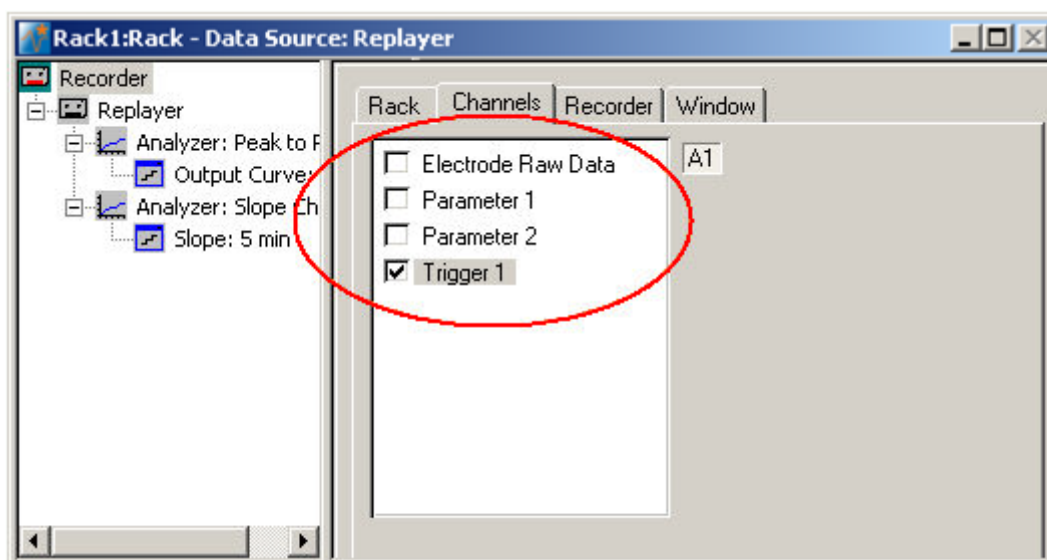 Rack1:Rack - Data Source: Replayer
Recorder
Replayer
Analyzer: Peak to P
Output Curve:
Analyzer: Slope Ch
Slope: 5 min
Rack Channels Recorder Window
Electrode Raw Data
Parameter 1
Parameter 2
Trigger 1
A1